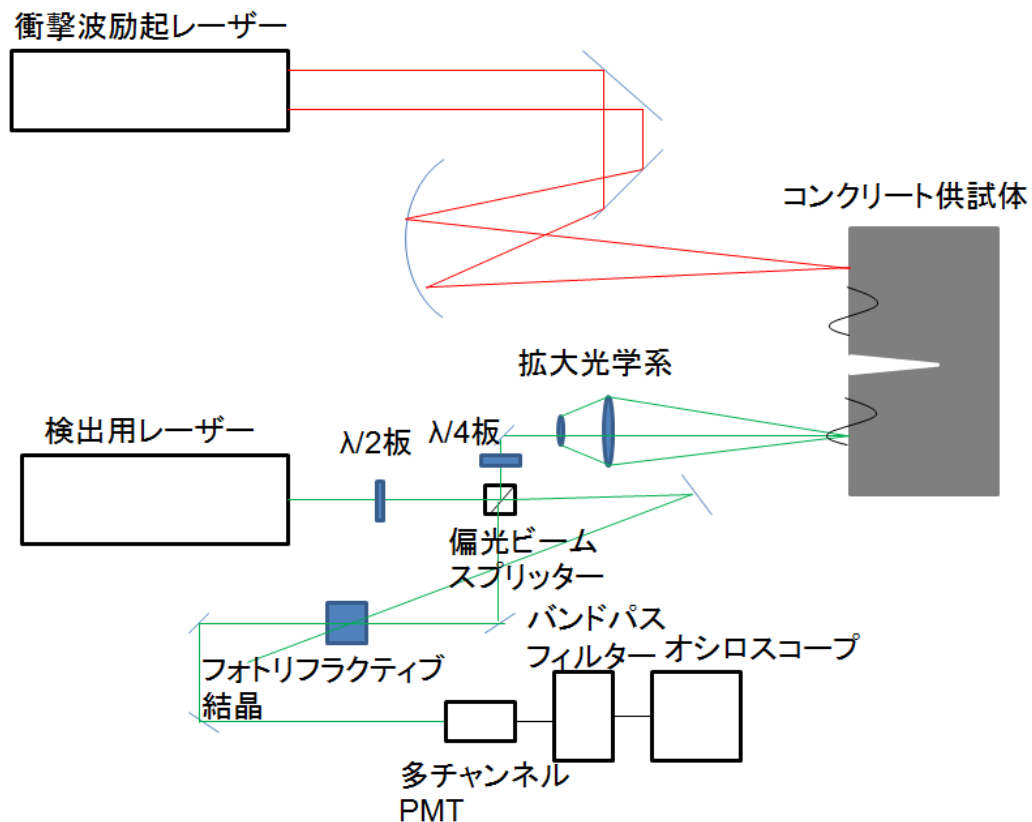 衝撃波励起レーザー
コンクリート供試体
拡大光学系
検出用レーザー
λ/2板
λ/4板
偏光ビーム
スプリッター
バンドパス
フィルター
オシロスコープ
フォトリフラクティブ
結晶
多チャンネル
PMT